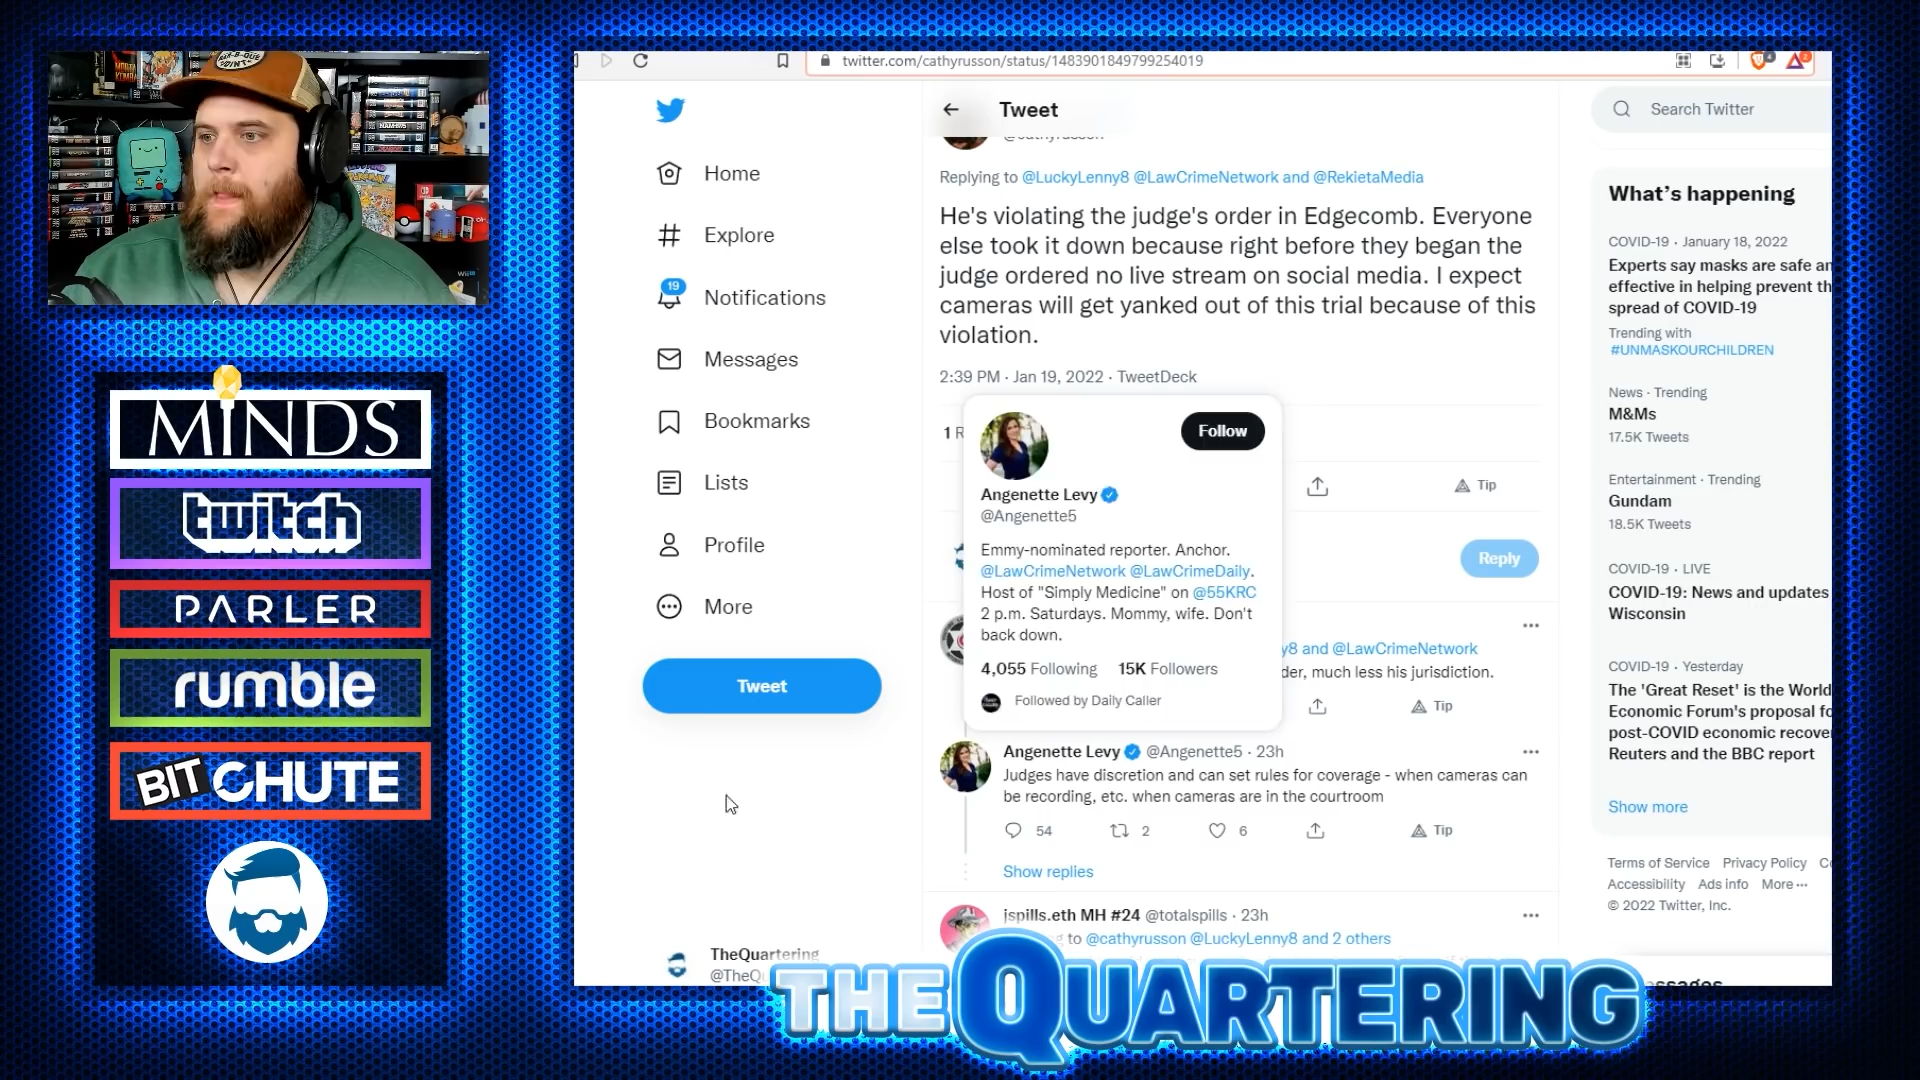 twitter.com/cathyrusson/status/1483901849799254019
Tweet
Search Twitter
@cathyrusson
Home
Explore
19
Notifications
Messages
Bookmarks
Lists
Profile
More
Tweet
TheQuartering
@TheQu
Replying to @LuckyLenny8 @LawCrimeNetwork and @RekietaMedia
He's violating the judge's order in Edgecomb. Everyone
else took it down because right before they began the
judge ordered no live stream on social media. I expect
cameras will get yanked out of this trial because of this
violation.
2:39 PM · Jan 19, 2022 · TweetDeck
1 R
Follow
Angenette Levy
@Angenette5
Emmy-nominated reporter. Anchor.
@LawCrimeNetwork @LawCrimeDaily.
Host of "Simply Medicine" on @55KRC
2 p.m. Saturdays. Mommy, wife. Don't
back down.
4,055 Following 15K Followers
Followed by Daily Caller
Tip
Reply
y8 and @LawCrimeNetwork
der, much less his jurisdiction.
Tip
Angenette Levy @Angenette5 · 23h
Judges have discretion and can set rules for coverage - when cameras can
be recording, etc. when cameras are in the courtroom
54 2 6 Tip
Show replies
jspills.eth MH #24 @totalspills · 23h
to @cathyrusson @LuckyLenny8 and 2 others
What's happening
COVID-19 · January 18, 2022
Experts say masks are safe an
effective in helping prevent th
spread of COVID-19
Trending with
#UNMASKOURCHILDREN
News · Trending
M&Ms
17.5K Tweets
Entertainment · Trending
Gundam
18.5K Tweets
COVID-19 · LIVE
COVID-19: News and updates
Wisconsin
COVID-19 · Yesterday
The 'Great Reset' is the World
Economic Forum's proposal fo
post-COVID economic recover
Reuters and the BBC report
Show more
Terms of Service Privacy Policy Co
Accessibility Ads info More
© 2022 Twitter, Inc.
ssages
MINDS
twitch
PARLER
rumble
BITCHUTE
THE QUARTERING